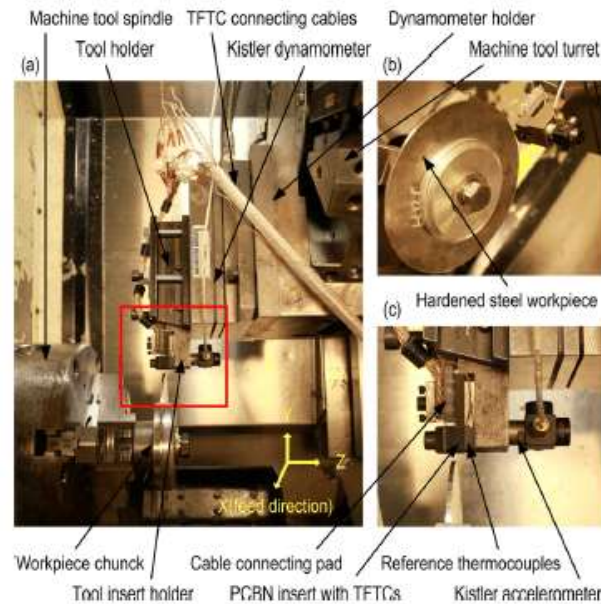 Machine tool spindle TFTC connecting cables Dynamometer holder
Tool holder Kistler dynamometer Machine tool turret
(a) (b)
Hardened steel workpiece
(c)
Y
Z
X(feed direction)
Workpiece chunck Cable connecting pad Reference thermocouples
Tool insert holder PCBN insert with TFTCs Kistler accelerometer